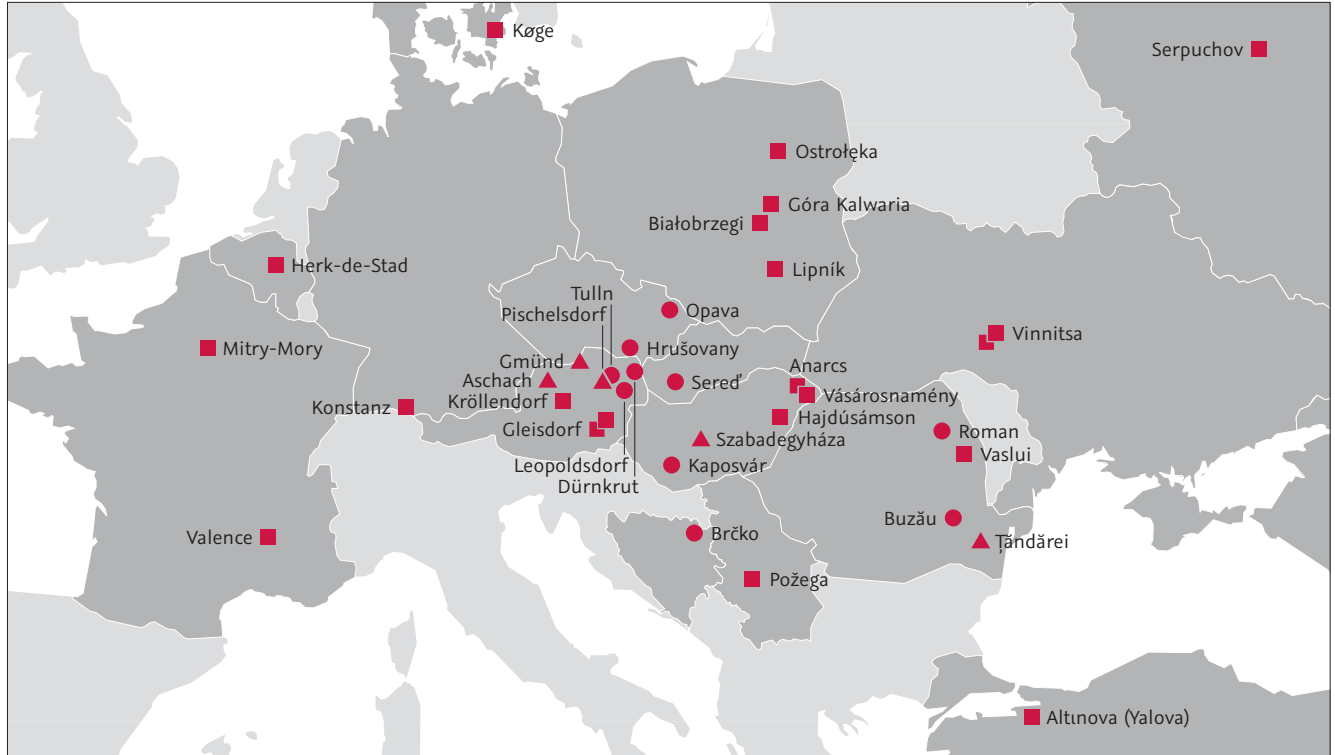 Køge
Serpuchov
Ostrołęka
Góra Kalwaria
Białobrzegi
Herk-de-Stad
Lipník
Tulln
Pischelsdorf
Opava
Vinnitsa
Mitry-Mory
Hrušovany
Gmünd
Anarcs
Aschach
Sereď
Kröllendorf
Vásárosnamény
Konstanz
Hajdúsámson
Gleisdorf
Roman
Szabadegyháza
Vaslui
Leopoldsdorf
Kaposvár
Dürnkrut
Buzău
Valence
Brčko
Țăndărei
Požega
Altınova (Yalova)